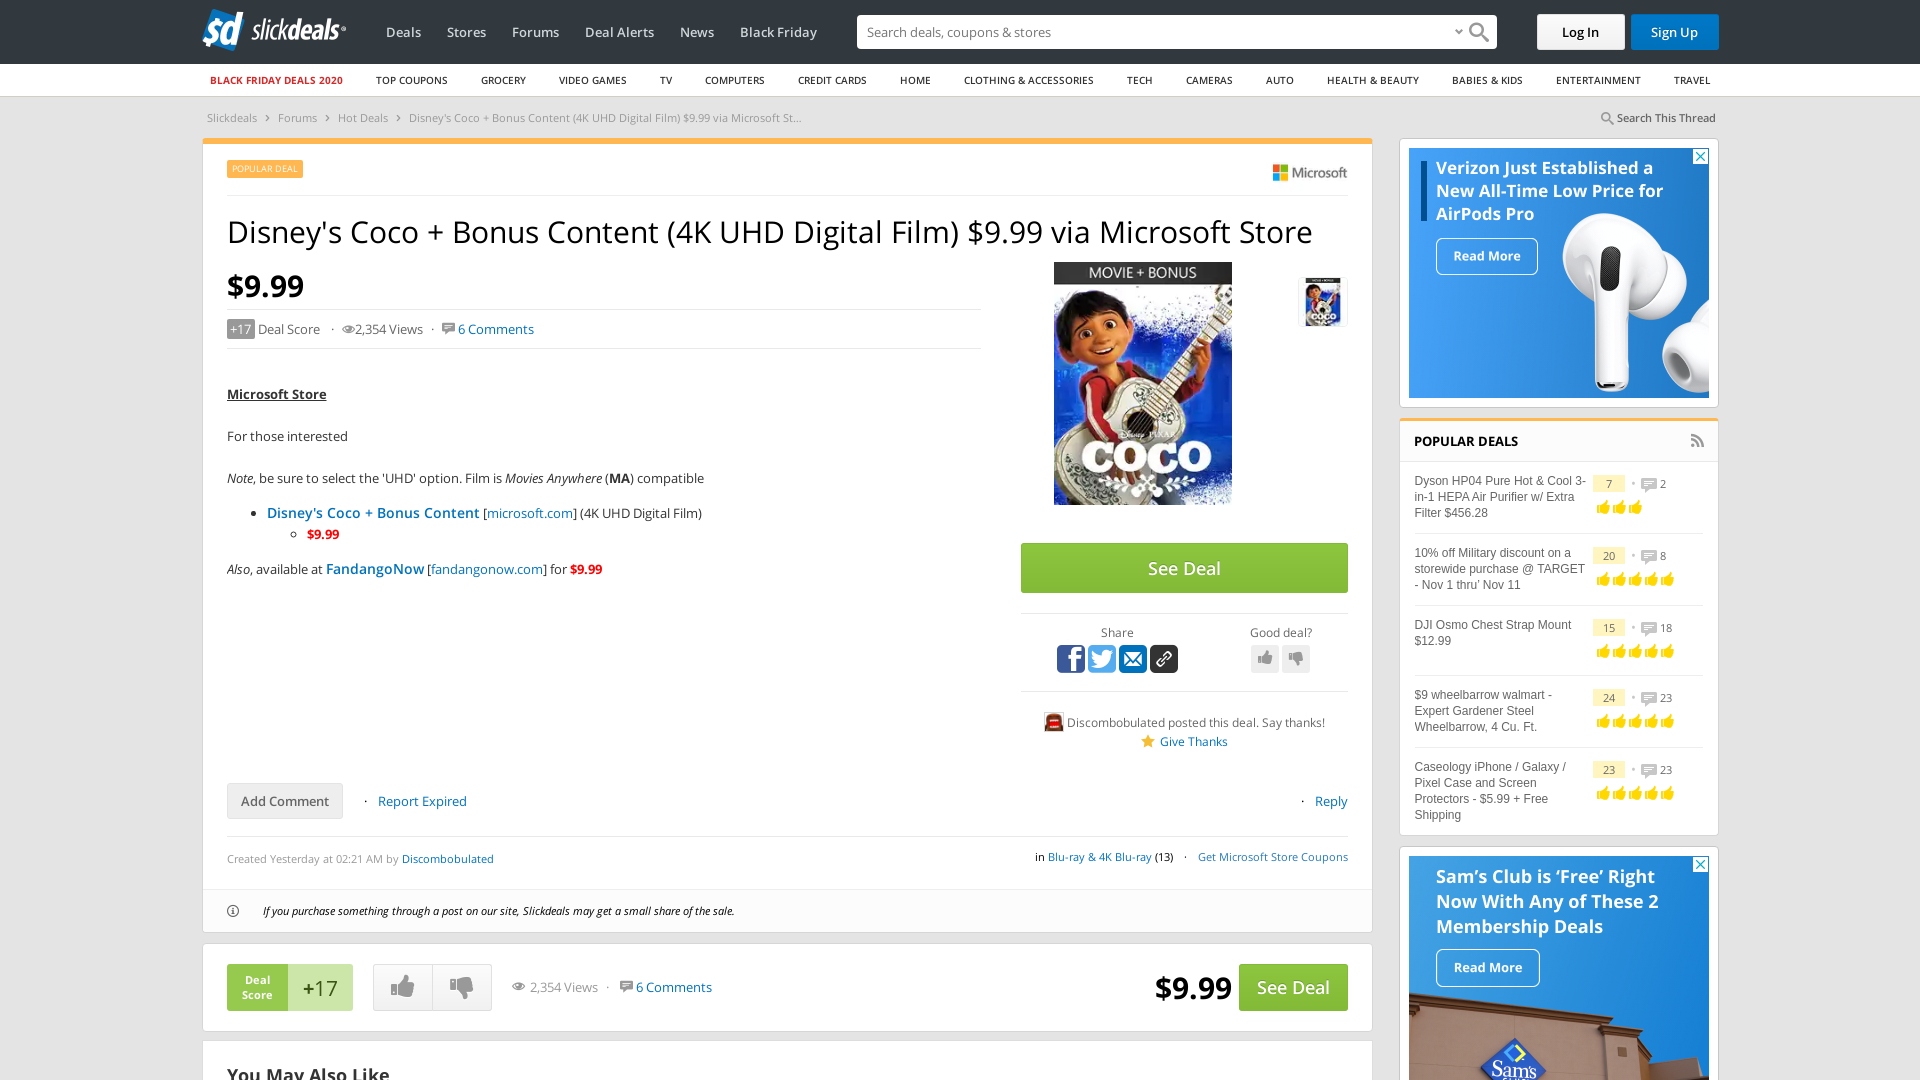 sd slickdeals
Deals
Stores
Forums
Deal Alerts
News
Black Friday
Search deals, coupons & stores
Log In
Sign Up
BLACK FRIDAY DEALS 2020
TOP COUPONS
GROCERY
VIDEO GAMES
TV
COMPUTERS
CREDIT CARDS
HOME
CLOTHING & ACCESSORIES
TECH
CAMERAS
AUTO
HEALTH & BEAUTY
BABIES & KIDS
ENTERTAINMENT
TRAVEL
Slickdeals › Forums › Hot Deals › Disney's Coco + Bonus Content (4K UHD Digital Film) $9.99 via Microsoft St...
Search This Thread
POPULAR DEAL
Microsoft
Disney's Coco + Bonus Content (4K UHD Digital Film) $9.99 via Microsoft Store
$9.99
+17 Deal Score · 2,354 Views · 6 Comments
Microsoft Store
For those interested
Note, be sure to select the 'UHD' option. Film is Movies Anywhere (MA) compatible
Disney's Coco + Bonus Content [microsoft.com] (4K UHD Digital Film)
$9.99
Also, available at FandangoNow [fandangonow.com] for $9.99
MOVIE + BONUS
Disney PIXAR
COCO
COCO
See Deal
Share
Good deal?
Discombobulated posted this deal. Say thanks!
Give Thanks
Add Comment
· Report Expired
· Reply
Created Yesterday at 02:21 AM by Discombobulated
in Blu-ray & 4K Blu-ray (13) · Get Microsoft Store Coupons
If you purchase something through a post on our site, Slickdeals may get a small share of the sale.
Deal
Score
+17
2,354 Views · 6 Comments
$9.99
See Deal
You May Also Like
Verizon Just Established a
New All-Time Low Price for
AirPods Pro
Read More
POPULAR DEALS
Dyson HP04 Pure Hot & Cool 3-
in-1 HEPA Air Purifier w/ Extra
Filter $456.28
7 · 2
10% off Military discount on a
storewide purchase @ TARGET
- Nov 1 thru' Nov 11
20 · 8
DJI Osmo Chest Strap Mount
$12.99
15 · 18
$9 wheelbarrow walmart -
Expert Gardener Steel
Wheelbarrow, 4 Cu. Ft.
24 · 23
Caseology iPhone / Galaxy /
Pixel Case and Screen
Protectors - $5.99 + Free
Shipping
23 · 23
Sam's Club is ‘Free’ Right
Now With Any of These 2
Membership Deals
Read More
Sam's